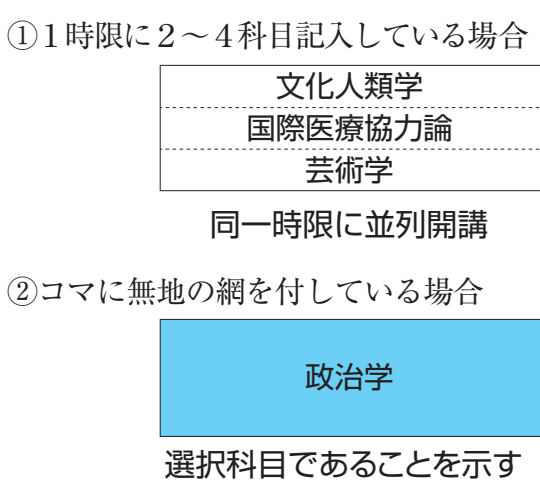 ①１時限に２～４科目記入している場合
文化人類学
国際医療協力論
芸術学
同一時限に並列開講
②コマに無地の網を付している場合
政治学
選択科目であることを示す